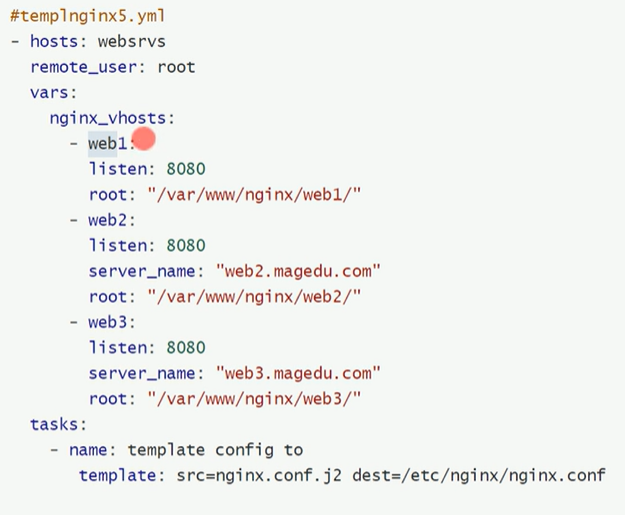 #templnginx5.yml
- hosts: websrvs
  remote_user: root
  vars:
    nginx_vhosts:
      - web1:
        listen: 8080
        root: "/var/www/nginx/web1/"
      - web2:
        listen: 8080
        server_name: "web2.magedu.com"
        root: "/var/www/nginx/web2/"
      - web3:
        listen: 8080
        server_name: "web3.magedu.com"
        root: "/var/www/nginx/web3/"
  tasks:
    - name: template config to
       template: src=nginx.conf.j2 dest=/etc/nginx/nginx.conf